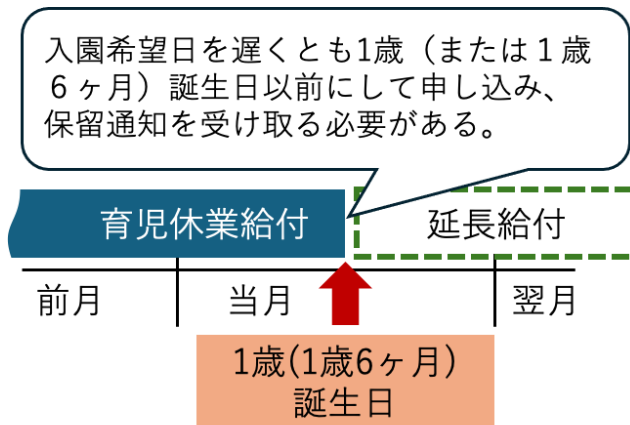 入園希望日を遅くとも1歳（または１歳
６ヶ月）誕生日以前にして申し込み、
保留通知を受け取る必要がある。
育児休業給付
延長給付
前月
当月
翌月
1歳(1歳6ヶ月)
誕生日